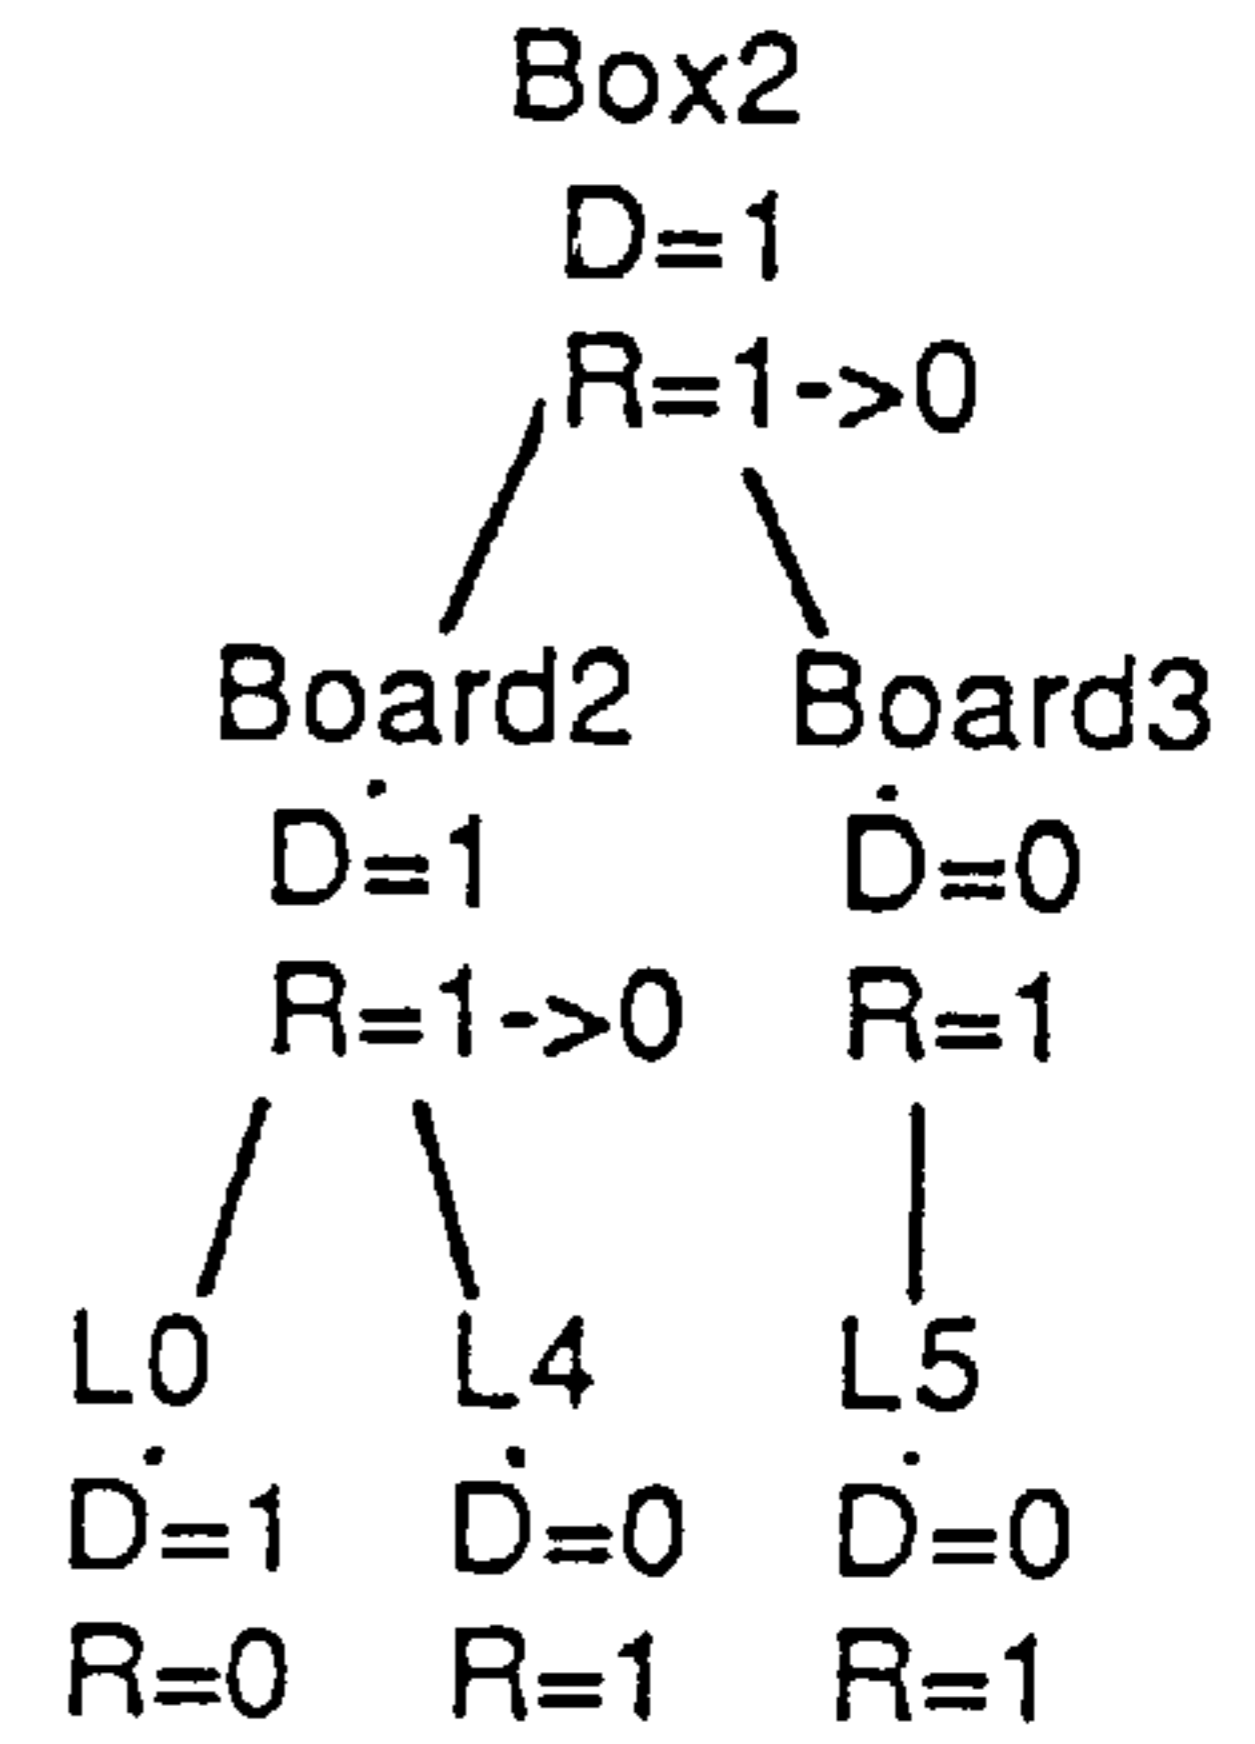 Box2
D=1
R=1->0
Board2 Board3
D=1 D=0
R=1->0 R=1
L0 L4 L5
D=1 D=0 D=0
R=0 R=1 R=1